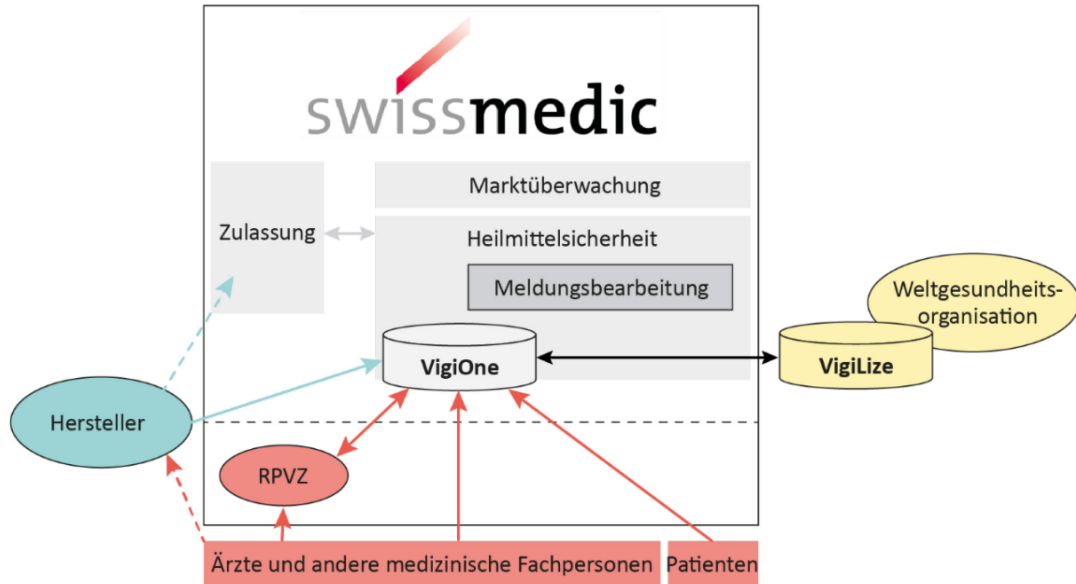 swissmedic
Marktüberwachung
Zulassung
Heilmittelsicherheit
Meldungsbearbeitung
Weltgesundheits-
organisation
VigiOne
VigiLize
Hersteller
RPVZ
Ärzte und andere medizinische Fachpersonen
Patienten